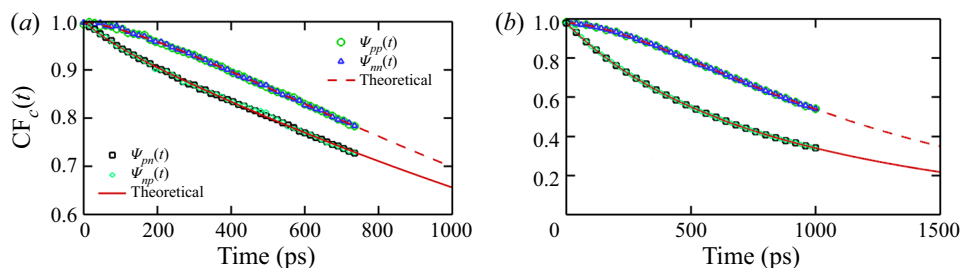 (a)
1.0
0.9
0.8
0.7
0.6
CF_c(t)
Ψ_pp(t)
Ψ_nn(t)
Theoretical
Ψ_pn(t)
Ψ_np(t)
Theoretical
0 200 400 600 800 1000
Time (ps)
(b)
1.0
0.8
0.6
0.4
0.2
0 500 1000 1500
Time (ps)